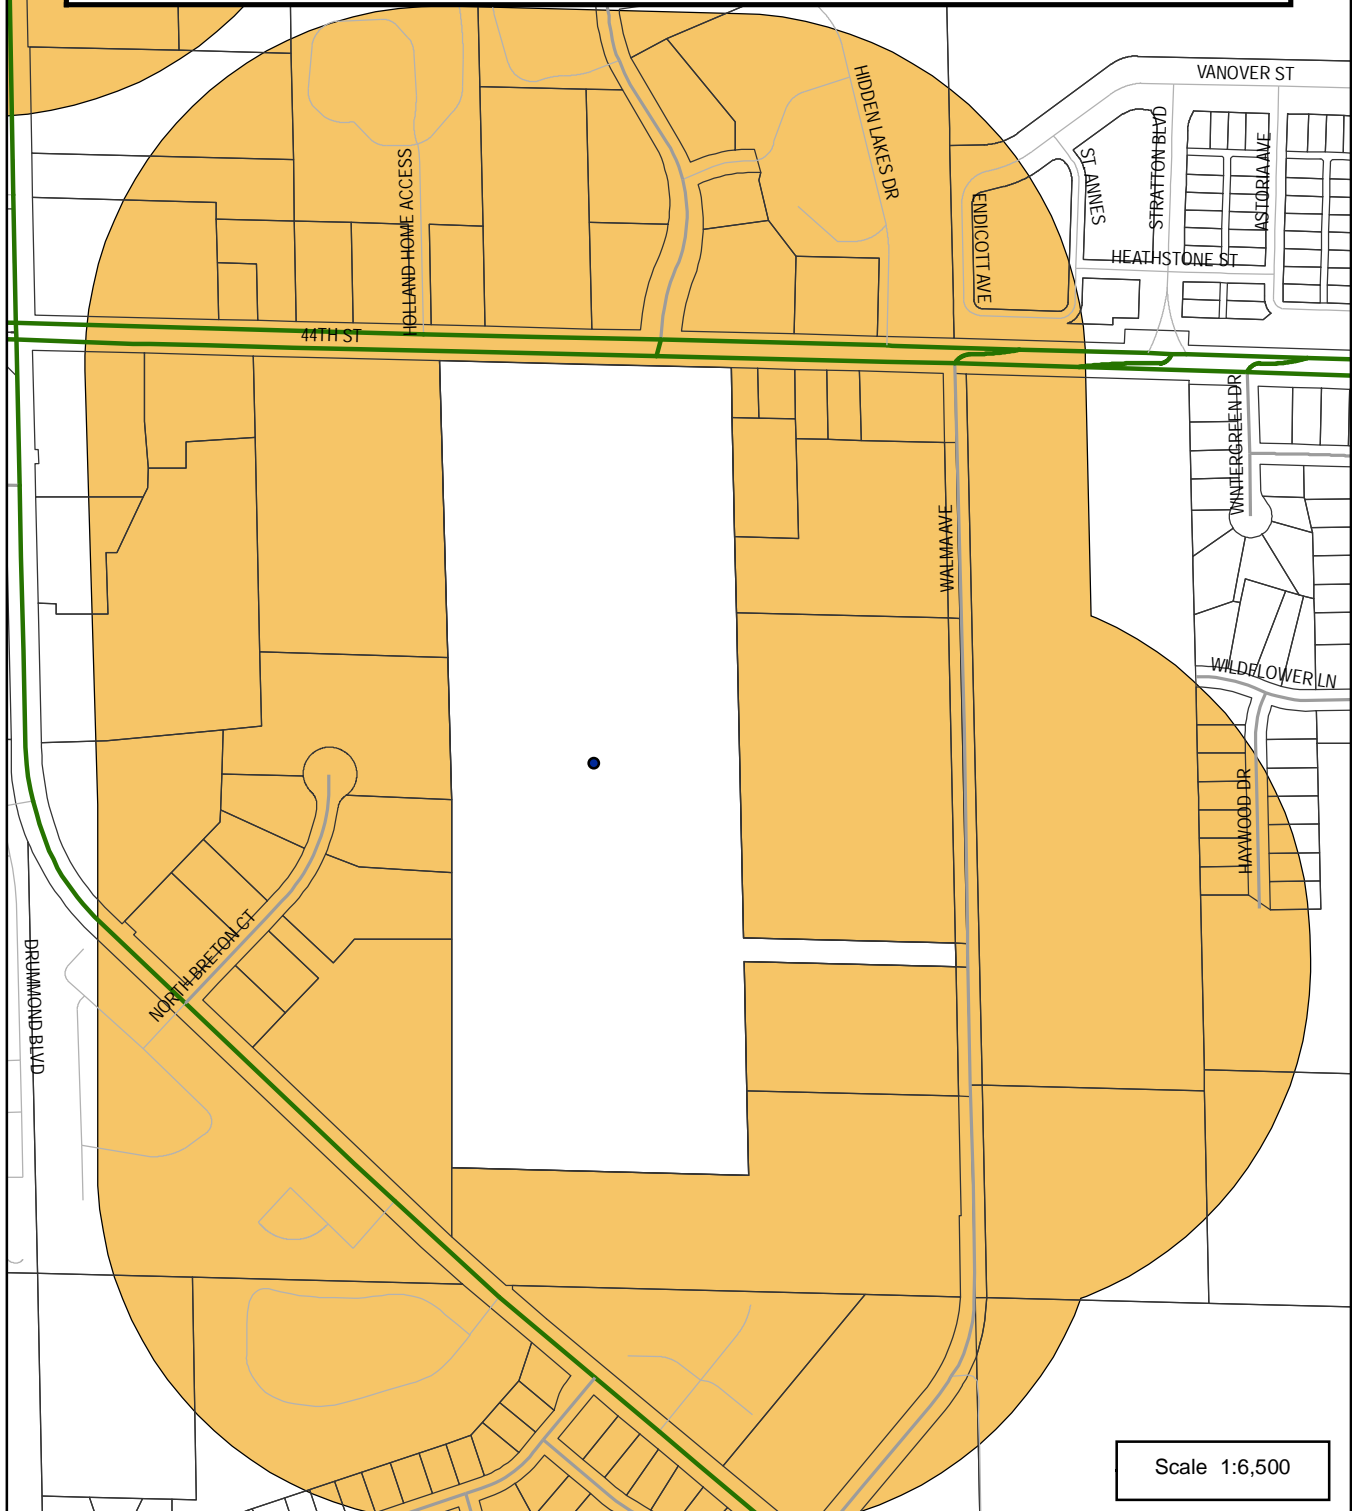 VANOVER ST
HIDDEN LAKES DR
STRATTON BLVD
ASTORIA AVE
ST. ANNES
HOLLAND HOME ACCESS
ENDICOTT AVE
HEATHSTONE ST
44TH ST
WINTERGREEN DR
WALMA AVE
WILDFLOWER LN
HAYWOOD DR
NORTH BRETON CT
DRUMMOND BLVD
Scale 1:6,500